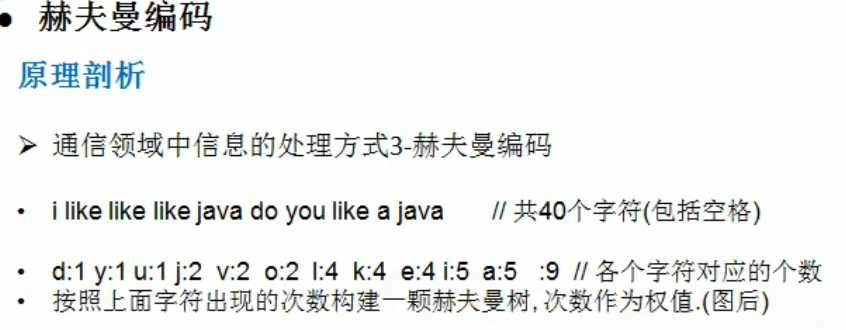 • 赫夫曼编码
原理剖析
➢ 通信领域中信息的处理方式3-赫夫曼编码
• i like like like java do you like a java // 共40个字符(包括空格)
• d:1 y:1 u:1 j:2 v:2 o:2 l:4 k:4 e:4 i:5 a:5 :9 // 各个字符对应的个数
• 按照上面字符出现的次数构建一颗赫夫曼树,次数作为权值.(图后)